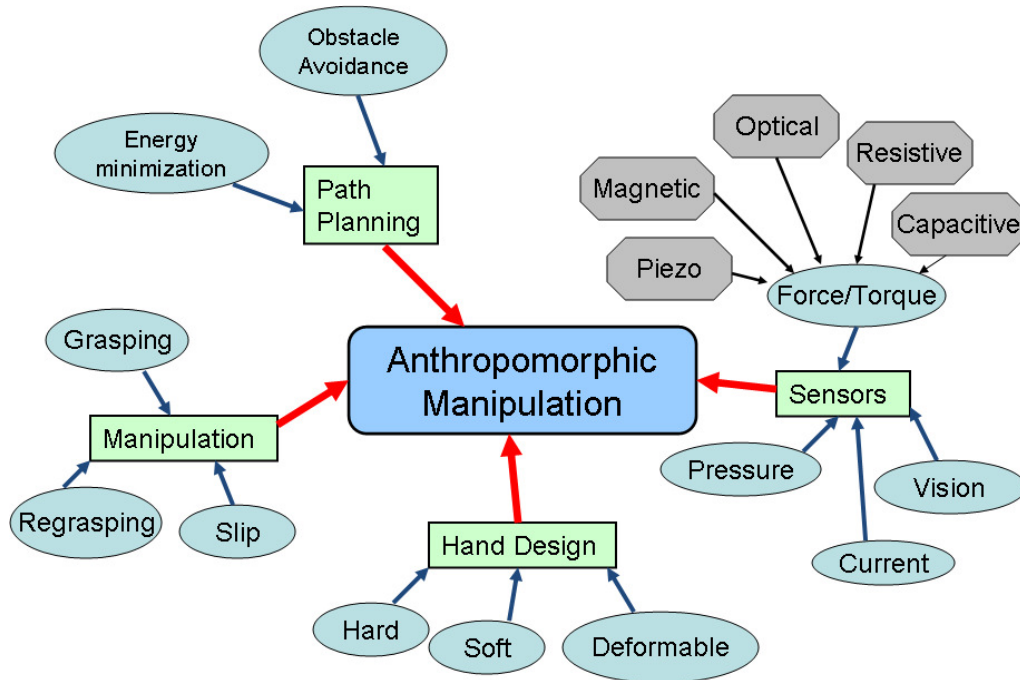 Obstacle
Avoidance
Energy
minimization
Path
Planning
Optical
Resistive
Magnetic
Capacitive
Piezo
Force/Torque
Grasping
Anthropomorphic
Manipulation
Sensors
Manipulation
Pressure
Vision
Regrasping
Slip
Hand Design
Current
Hard
Soft
Deformable